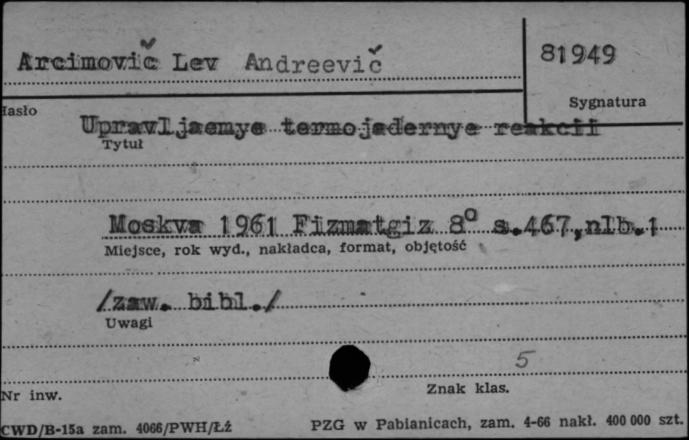 Arcimovič Lev Andreevič
81949
Hasło
Sygnatura
Upravljaemye termojadernye reakcii
Tytuł
Moskva 1961 Fizmatgiz 8° s.467,nlb.1
Miejsce, rok wyd., nakładca, format, objętość
/zaw. bibl./
Uwagi
5
Nr inw.
Znak klas.
CWD/B-15a zam. 4066/PWH/Łź
PZG w Pabianicach, zam. 4-66 nakł. 400 000 szt.